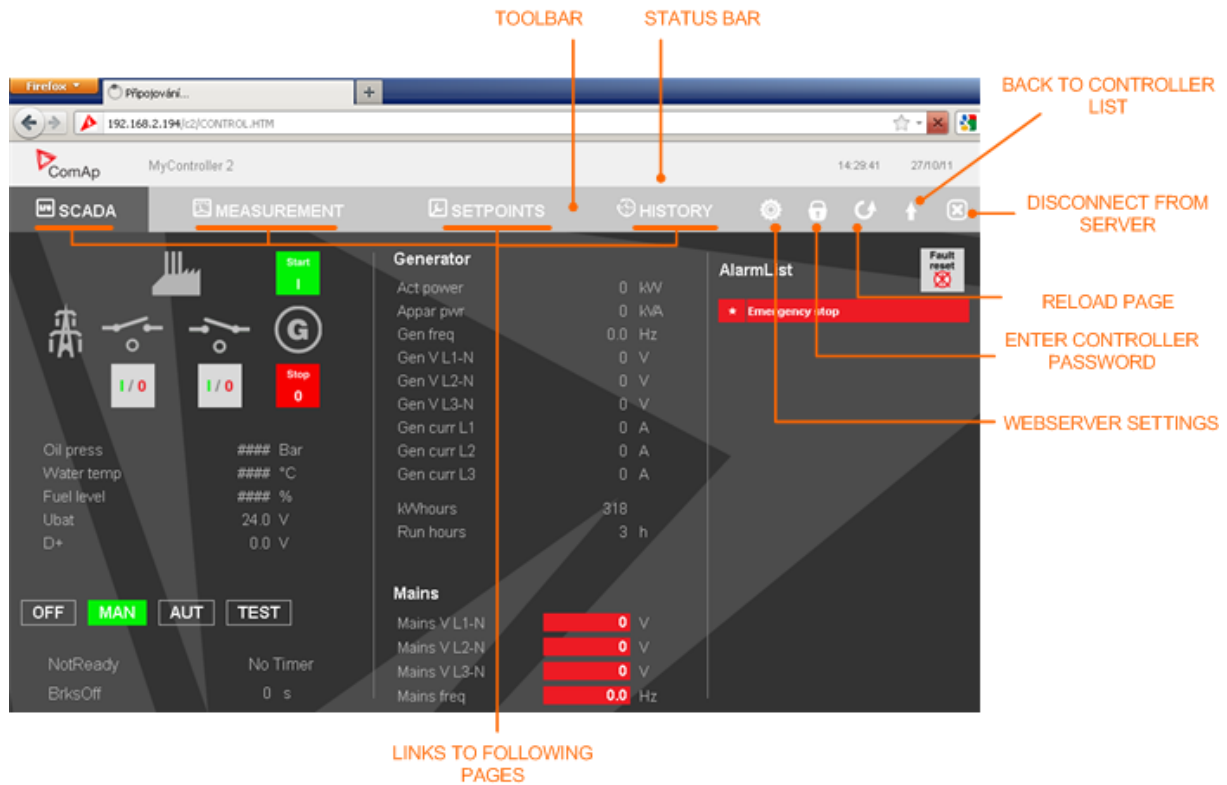 TOOLBAR
STATUS BAR
Firefox
Připojování...
192.168.2.194/c2/CONTROL.HTM
BACK TO CONTROLLER
LIST
ComAp
MyController 2
14:29:41
27/10/11
SCADA
MEASUREMENT
SETPOINTS
HISTORY
DISCONNECT FROM
SERVER
Start
I
G
I / 0
I / 0
Stop
0
Oil press #### Bar
Water temp #### °C
Fuel level #### %
Ubat 24.0 V
D+ 0.0 V
OFF
MAN
AUT
TEST
NotReady
No Timer
BrksOff
0 s
Generator
Act power 0 kW
Appar pwr 0 kVA
Gen freq 0.0 Hz
Gen V L1-N 0 V
Gen V L2-N 0 V
Gen V L3-N 0 V
Gen curr L1 0 A
Gen curr L2 0 A
Gen curr L3 0 A
kWhours 318
Run hours 3 h
Mains
Mains V L1-N 0 V
Mains V L2-N 0 V
Mains V L3-N 0 V
Mains freq 0.0 Hz
AlarmList
Fault
reset
* Emergency stop
RELOAD PAGE
ENTER CONTROLLER
PASSWORD
WEBSERVER SETTINGS
LINKS TO FOLLOWING
PAGES